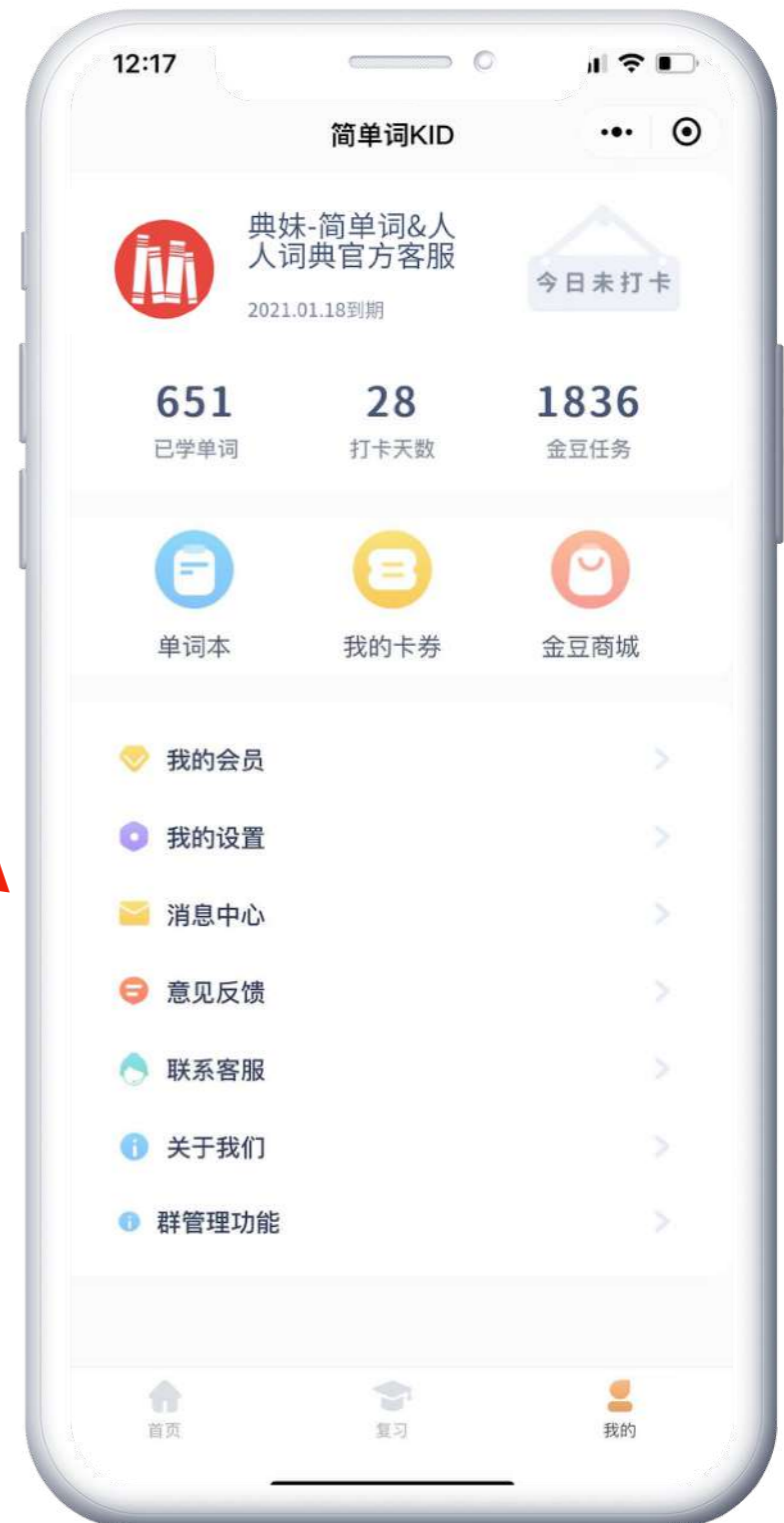 12:17
简单词KID
典妹-简单词&人
人词典官方客服
2021.01.18到期
今日未打卡
651
28
1836
已学单词
打卡天数
金豆任务
单词本
我的卡券
金豆商城
我的会员
我的设置
消息中心
意见反馈
联系客服
关于我们
群管理功能
首页
复习
我的